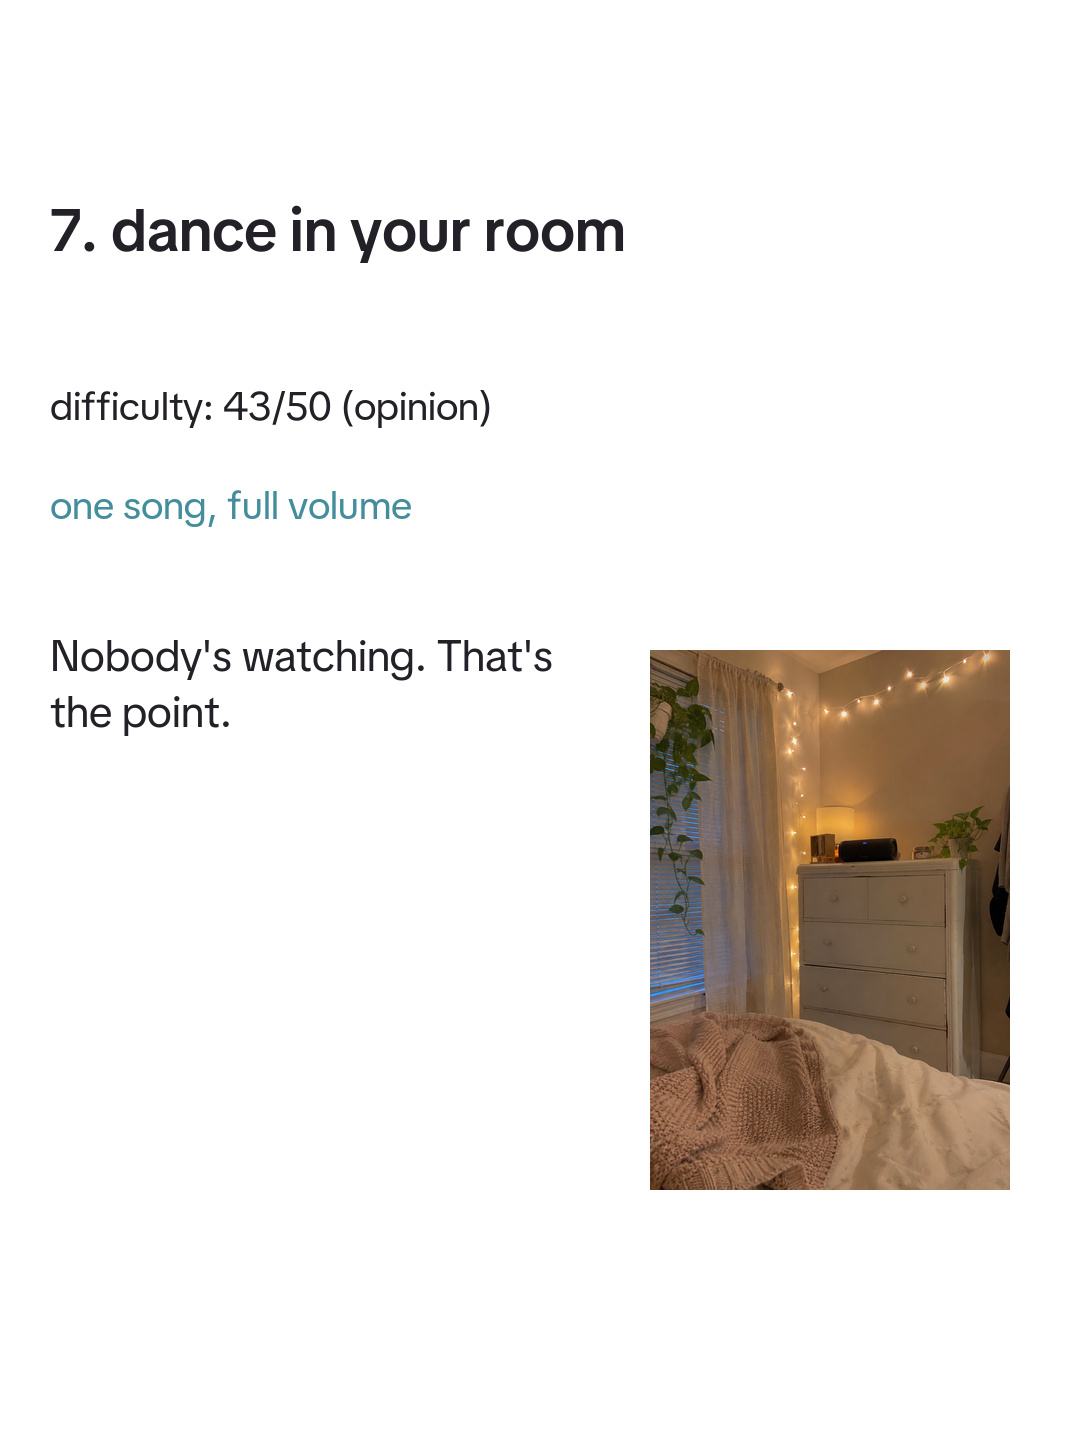 7. dance in your room
difficulty: 43/50 (opinion)
one song, full volume
Nobody's watching. That's
the point.